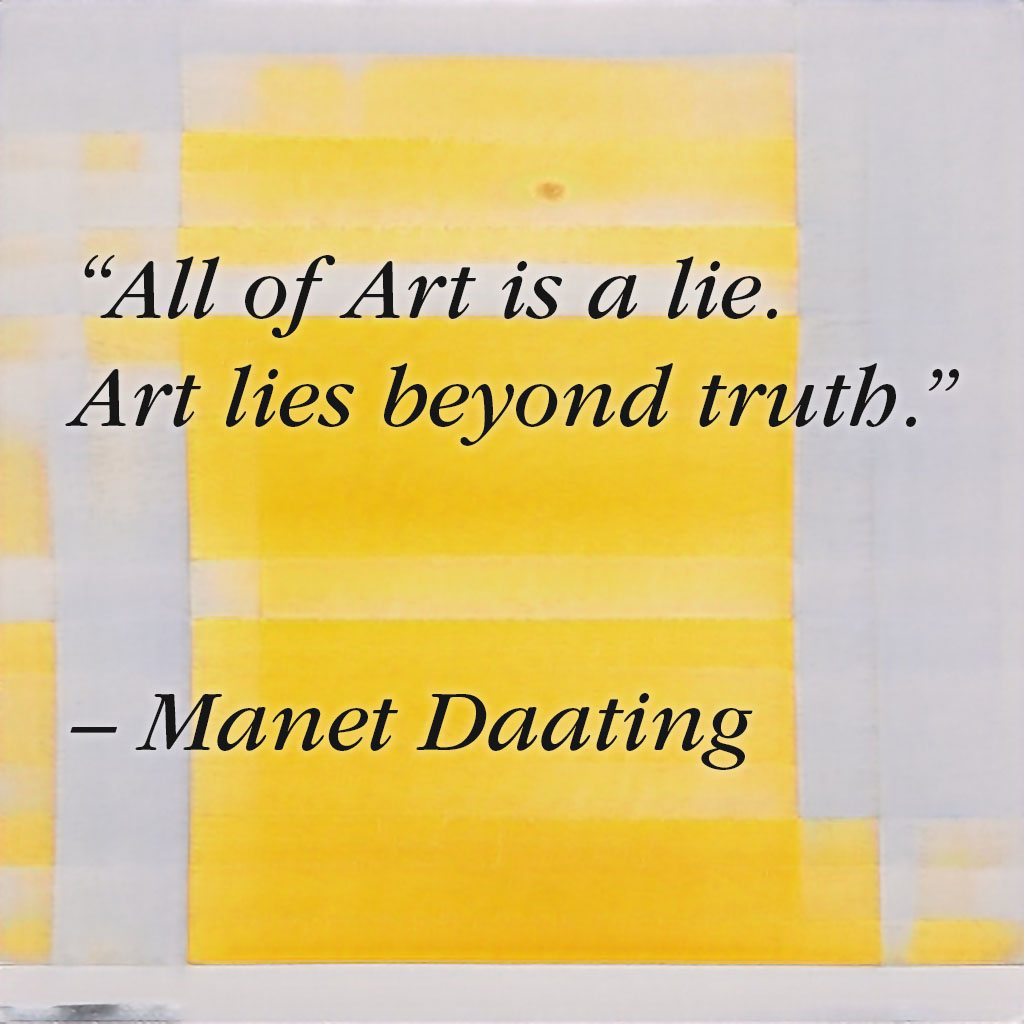 “All of Art is a lie.
Art lies beyond truth.”
– Manet Daating